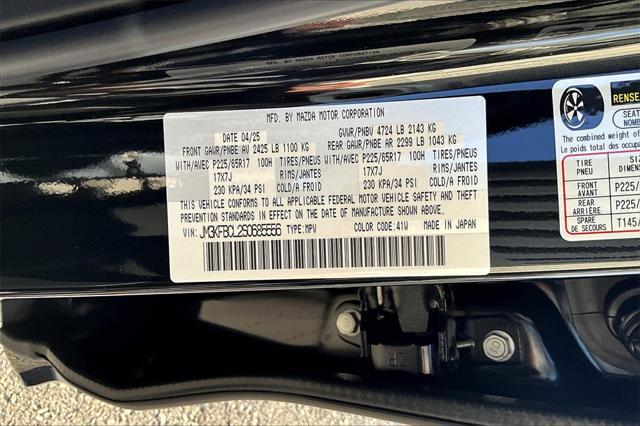 MFD. BY MAZDA MOTOR CORPORATION
DATE 04/25 GVWR/PNBV 4724 LB 2143 KG
FRONT GAWR/PNBE AV 2425 LB 1100 KG REAR GAWR/PNBE AR 2299 LB 1043 KG
WITH/AVEC P225/65R17 100H TIRES/PNEUS WITH/AVEC P225/65R17 100H TIRES/PNEUS
17X7J RIMS/JANTES 17X7J RIMS/JANTES
230 KPA/34 PSI COLD/A FROID 230 KPA/34 PSI COLD/A FROID
THIS VEHICLE CONFORMS TO ALL APPLICABLE FEDERAL MOTOR VEHICLE SAFETY AND THEFT
PREVENTION STANDARDS IN EFFECT ON THE DATE OF MANUFACTURE SHOWN ABOVE.
VIN: JM3KFBCL2S0685556 TYPE:MPV COLOR CODE:41W MADE IN JAPAN
RENSE
SEAT
NOMB
The combined weight of
Le poids total des occ
TIRE
PNEU
SIZ
DIMENS
FRONT
AVANT
P225/
REAR
ARRIÈRE
P225/
SPARE
DE SECOURS
T145/